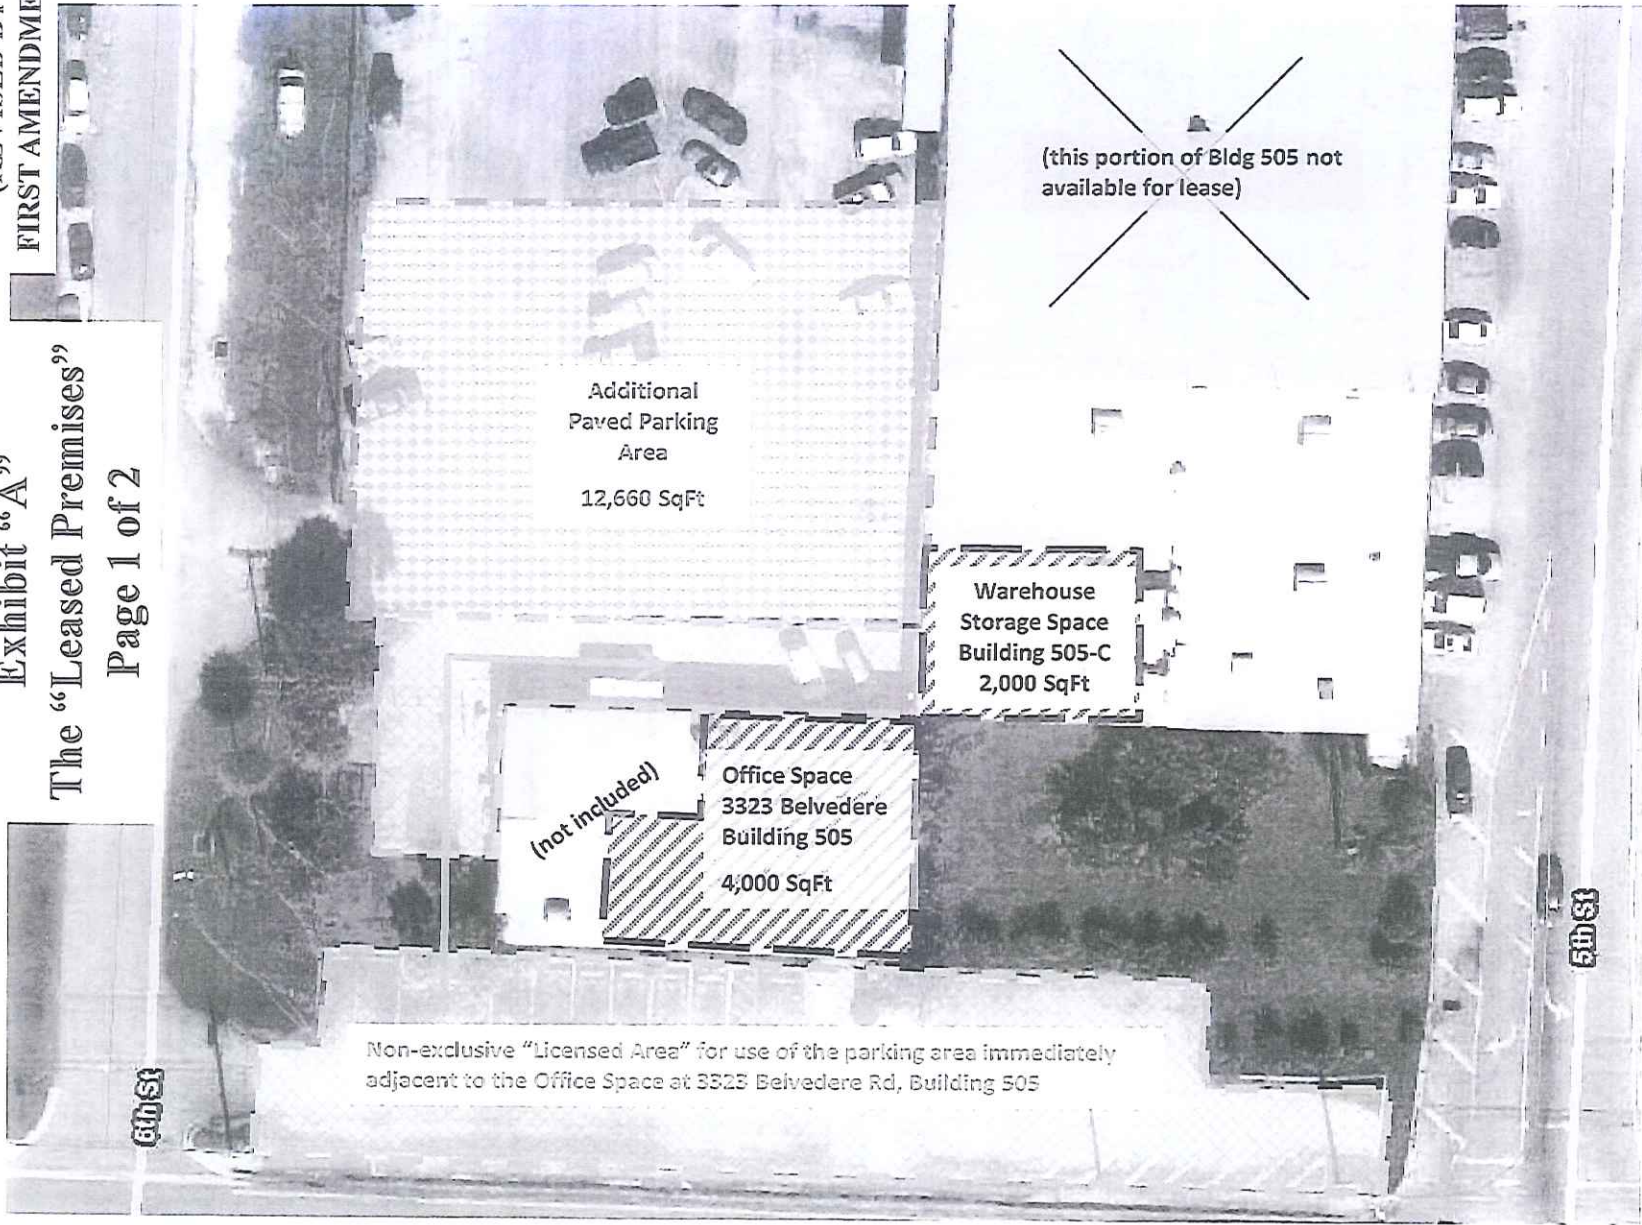 FIRST AMENDME
Exhibit “A”
The “Leased Premises”
Page 1 of 2
(this portion of Bldg 505 not
available for lease)
Additional
Paved Parking
Area
12,660 SqFt
Warehouse
Storage Space
Building 505-C
2,000 SqFt
(not included)
Office Space
3323 Belvedere
Building 505
4,000 SqFt
Non-exclusive “Licensed Area” for use of the parking area immediately
adjacent to the Office Space at 3323 Belvedere Rd, Building 505
6th St
5th St